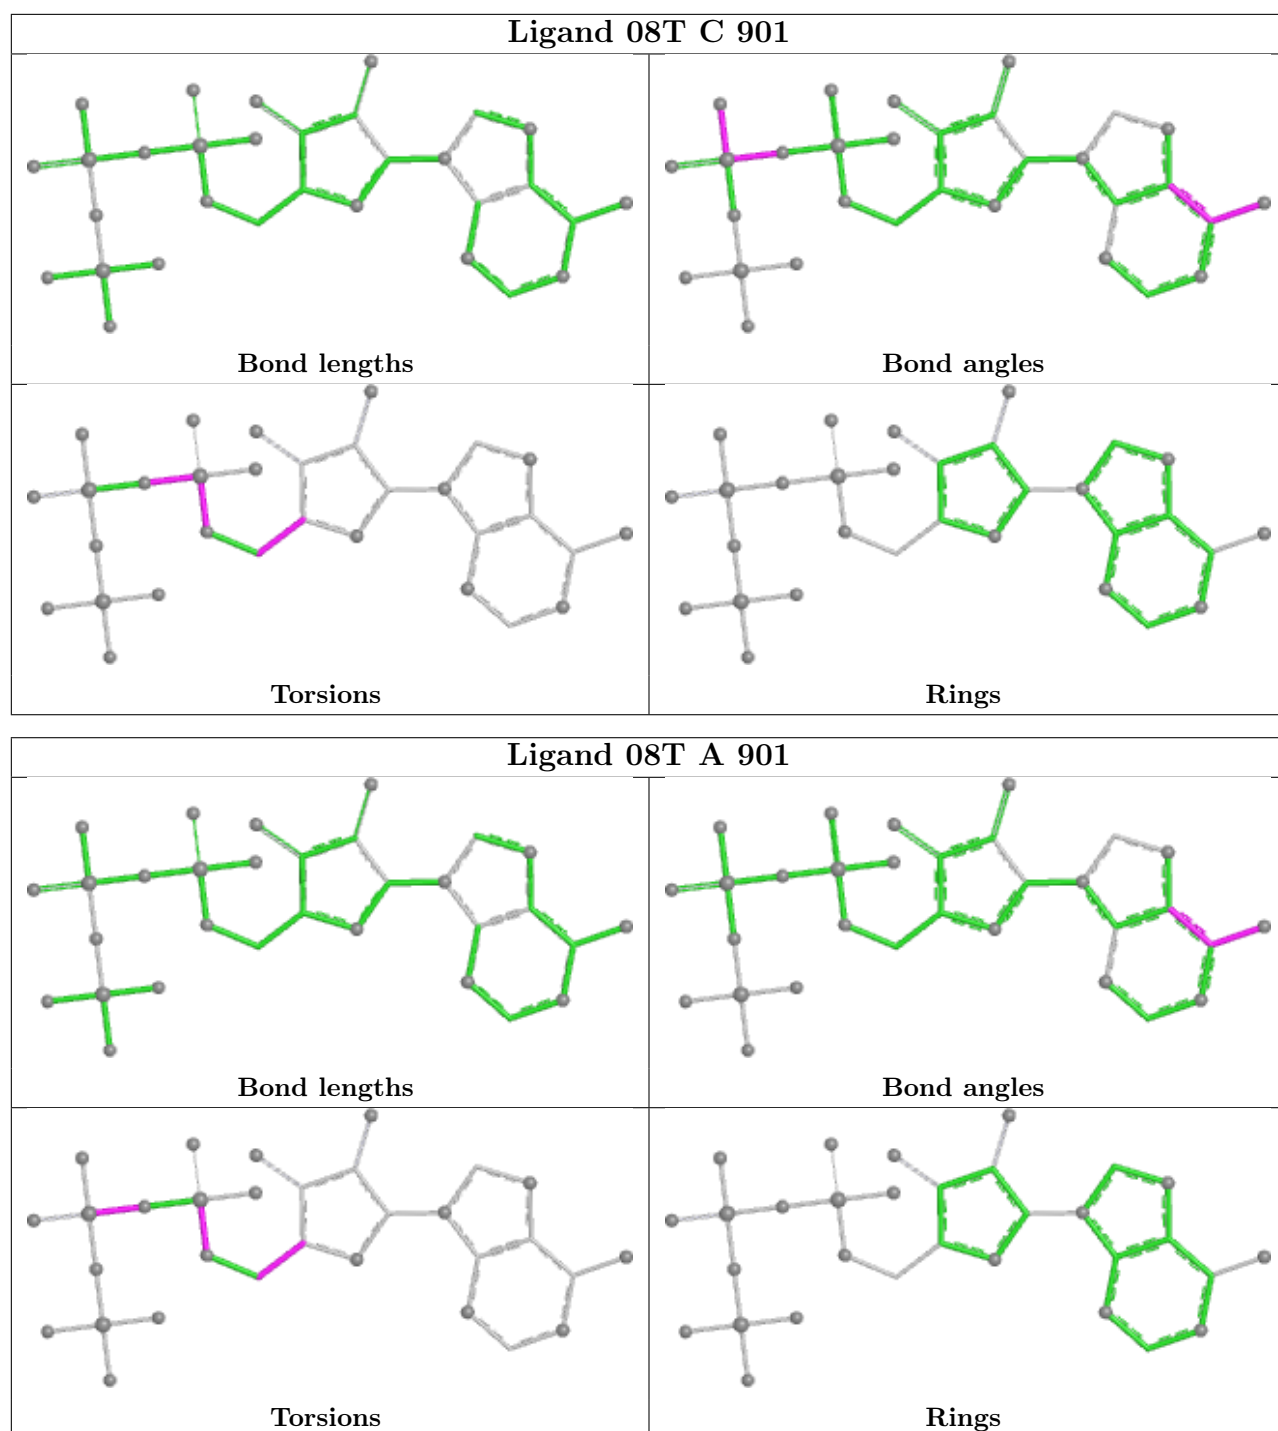 Ligand 08T C 901
Bond lengths
Bond angles
Torsions
Rings
Ligand 08T A 901
Bond lengths
Bond angles
Torsions
Rings